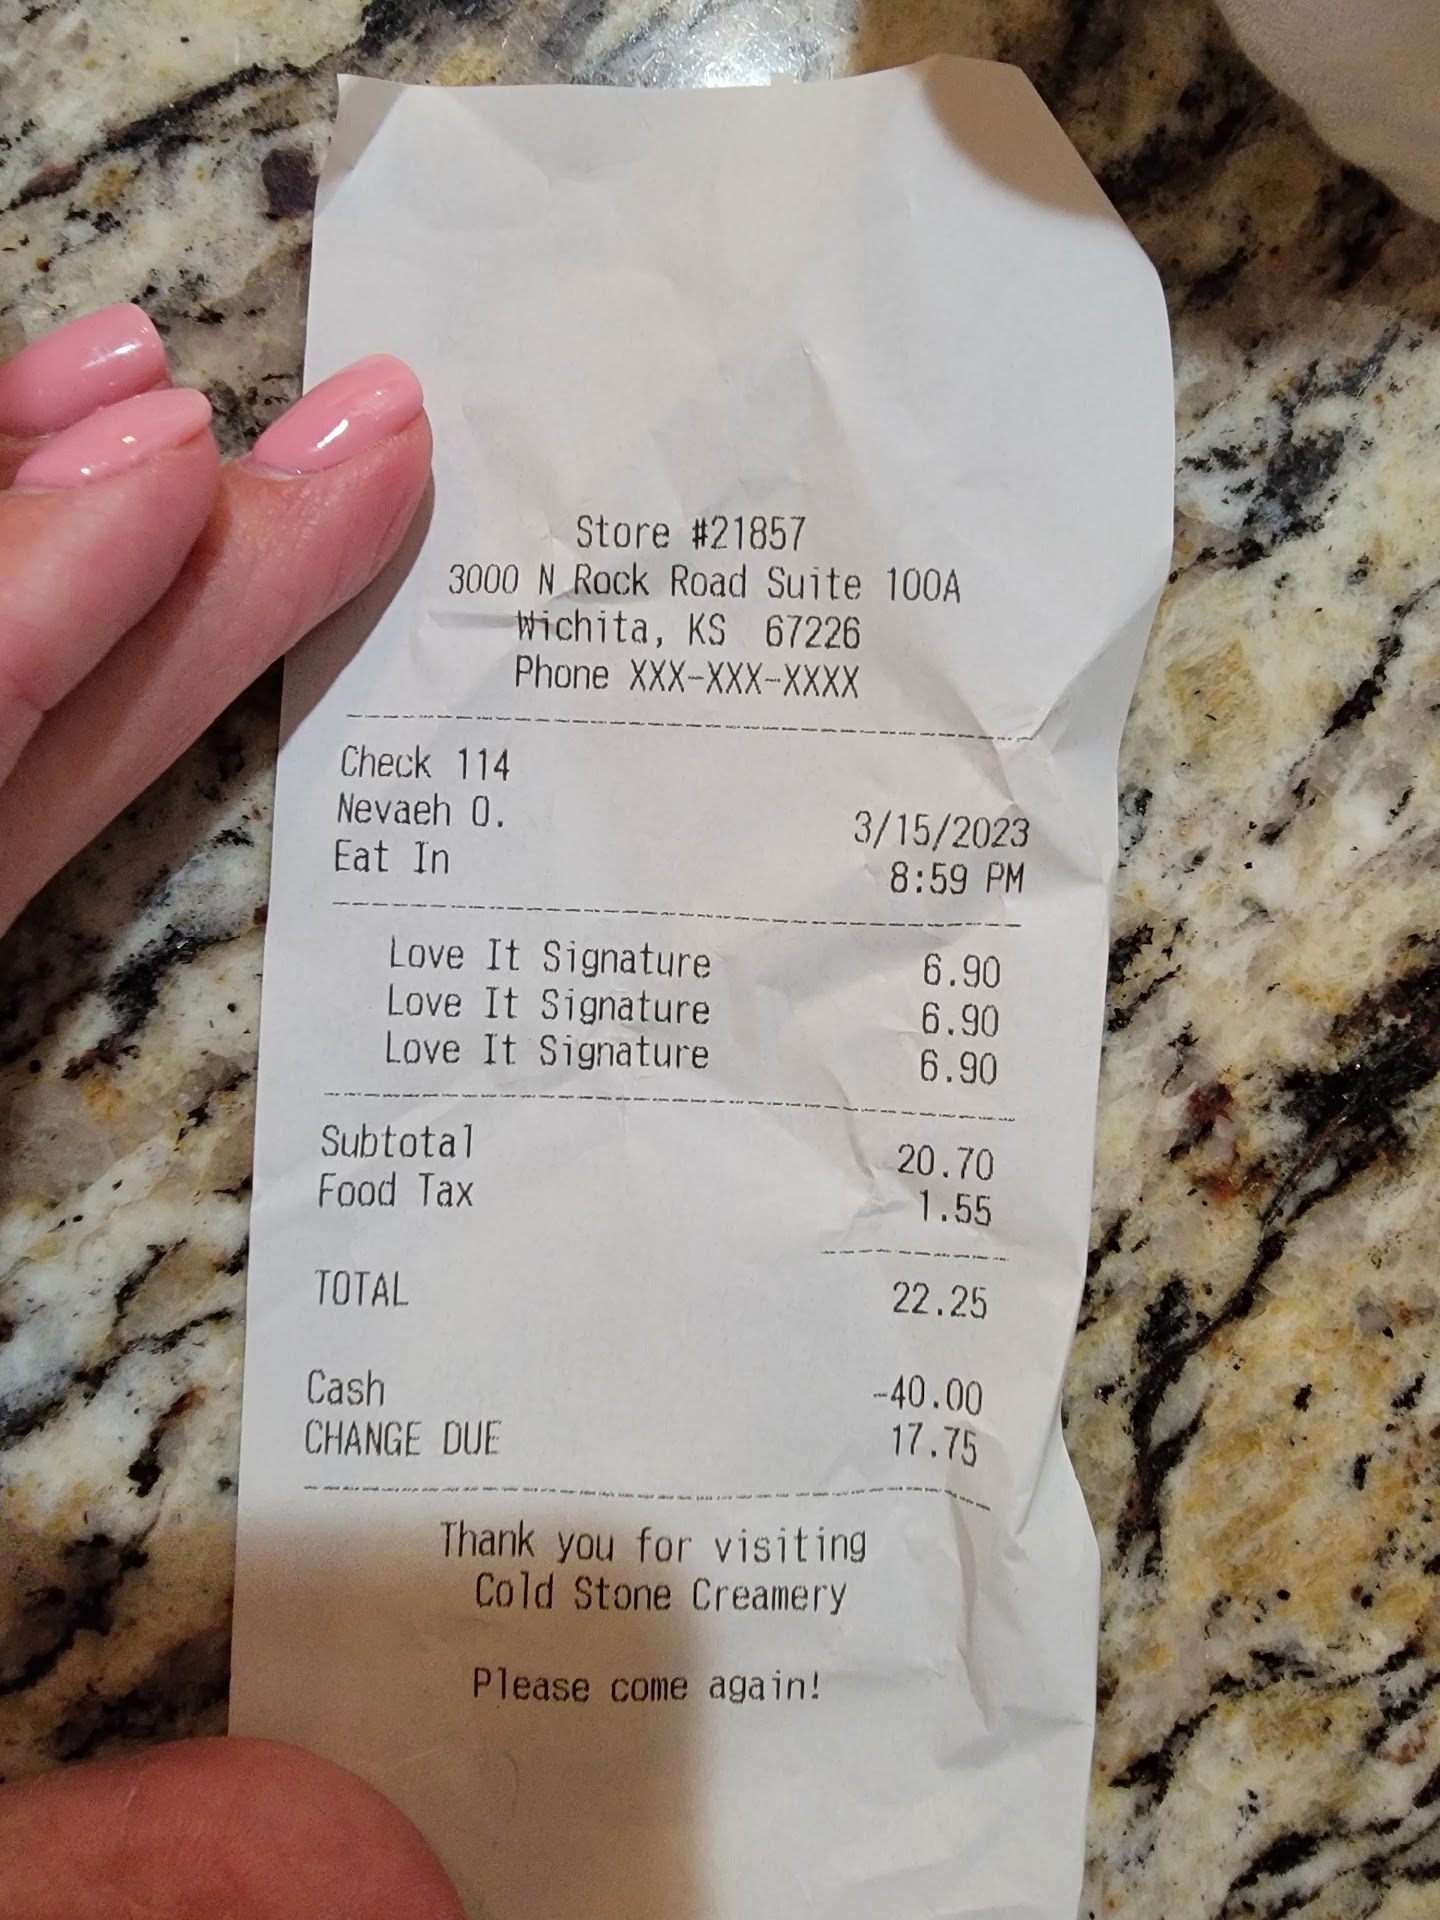 Store #21857
3000 N Rock Road Suite 100A
Wichita, KS 67226
Phone XXX-XXX-XXXX
Check 114
Nevaeh O.
3/15/2023
Eat In
8:59 PM
Love It Signature 6.90
Love It Signature 6.90
Love It Signature 6.90
Subtotal 20.70
Food Tax 1.55
TOTAL 22.25
Cash -40.00
CHANGE DUE 17.75
Thank you for visiting
Cold Stone Creamery
Please come again!